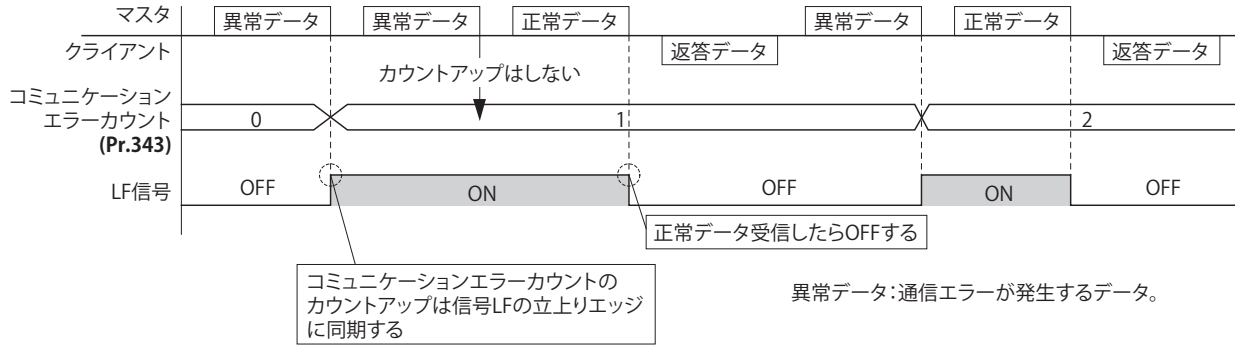 マスタ 異常データ 異常データ 正常データ 異常データ 正常データ
クライアント 返答データ 返答データ
カウントアップはしない
コミュニケーション
エラーカウント
(Pr.343)
0 1 2
LF信号 OFF ON OFF ON OFF
正常データ受信したらOFFする
コミュニケーションエラーカウントの
カウントアップは信号LFの立上りエッジ
に同期する
異常データ:通信エラーが発生するデータ。